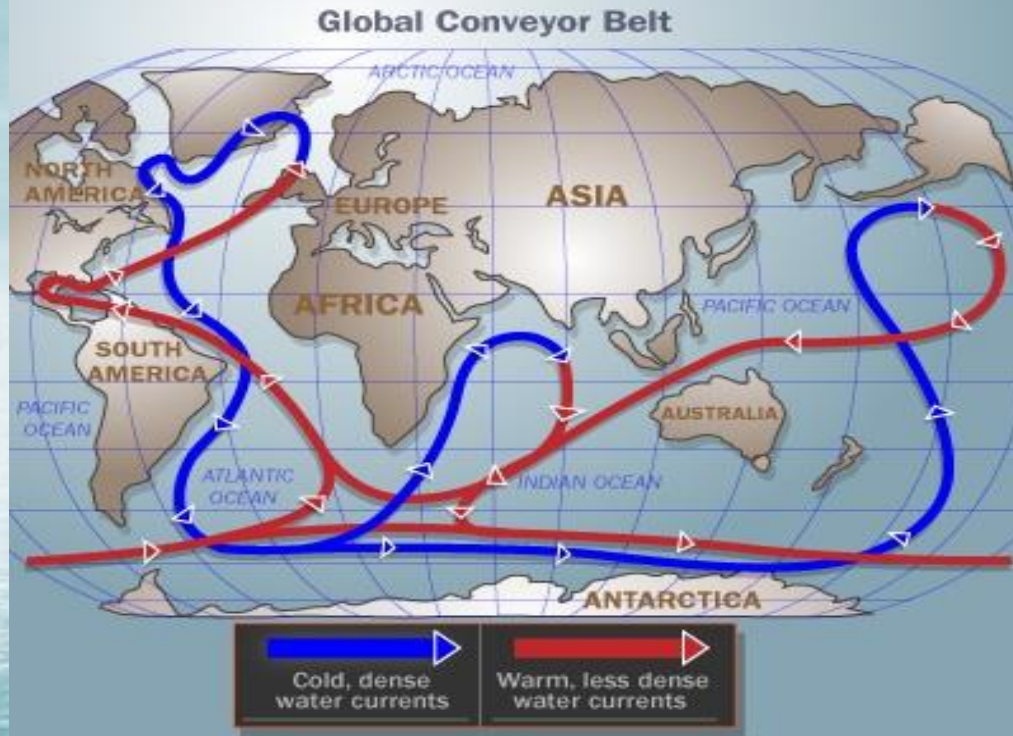 Global Conveyor Belt
ARCTIC OCEAN
NORTH
AMERICA
EUROPE
ASIA
AFRICA
PACIFIC OCEAN
SOUTH
AMERICA
PACIFIC
OCEAN
AUSTRALIA
ATLANTIC
OCEAN
INDIAN OCEAN
ANTARCTICA
Cold, dense
water currents
Warm, less dense
water currents